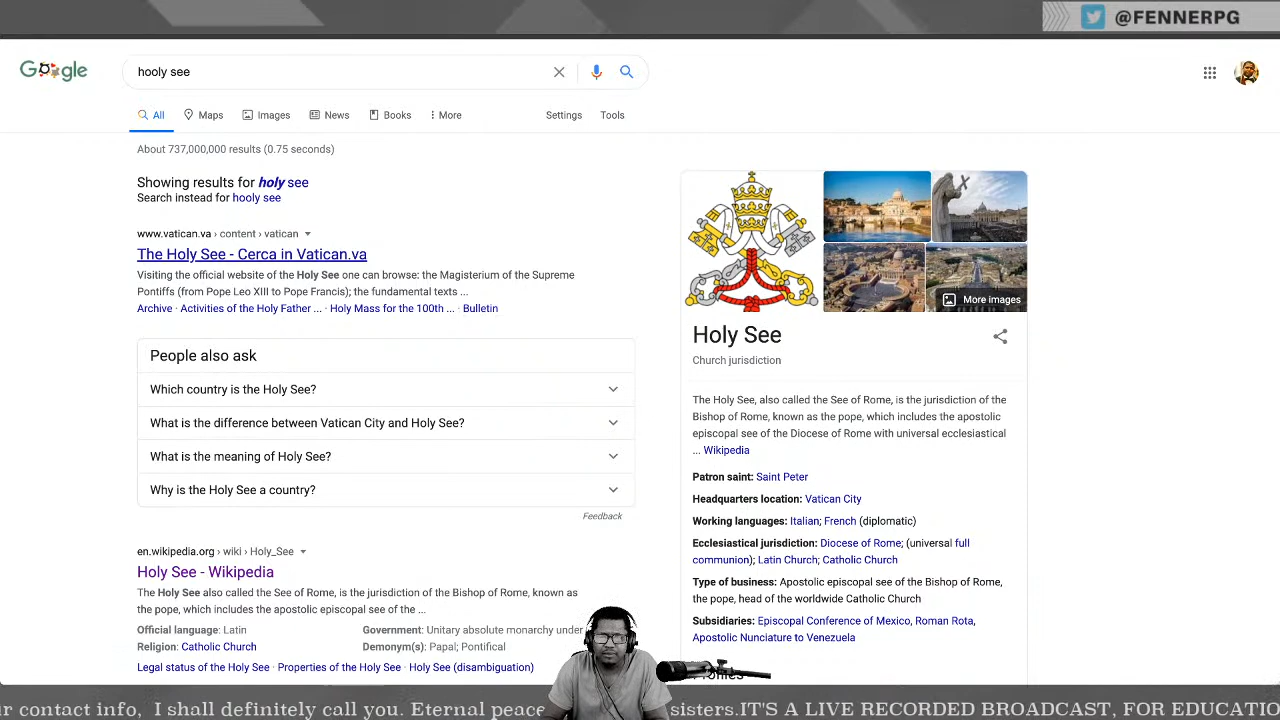 @FENNERPG
Google
hooly see
All
Maps
Images
News
Books
More
Settings
Tools
About 737,000,000 results (0.75 seconds)
Showing results for holy see
Search instead for hooly see
www.vatican.va › content › vatican
The Holy See - Cerca in Vatican.va
Visiting the official website of the Holy See one can browse: the Magisterium of the Supreme
Pontiffs (from Pope Leo XIII to Pope Francis); the fundamental texts ...
Archive · Activities of the Holy Father ... · Holy Mass for the 100th ... · Bulletin
People also ask
Which country is the Holy See?
What is the difference between Vatican City and Holy See?
What is the meaning of Holy See?
Why is the Holy See a country?
Feedback
en.wikipedia.org › wiki › Holy_See
Holy See - Wikipedia
The Holy See also called the See of Rome, is the jurisdiction of the Bishop of Rome, known as
the pope, which includes the apostolic episcopal see of the ...
Official language: Latin
Government: Unitary absolute monarchy under
Religion: Catholic Church
Demonym(s): Papal; Pontifical
Legal status of the Holy See · Properties of the Holy See · Holy See (disambiguation)
More images
Holy See
Church jurisdiction
The Holy See, also called the See of Rome, is the jurisdiction of the
Bishop of Rome, known as the pope, which includes the apostolic
episcopal see of the Diocese of Rome with universal ecclesiastical
... Wikipedia
Patron saint: Saint Peter
Headquarters location: Vatican City
Working languages: Italian; French (diplomatic)
Ecclesiastical jurisdiction: Diocese of Rome; (universal full
communion); Latin Church; Catholic Church
Type of business: Apostolic episcopal see of the Bishop of Rome,
the pope, head of the worldwide Catholic Church
Subsidiaries: Episcopal Conference of Mexico, Roman Rota,
Apostolic Nunciature to Venezuela
r contact info, I shall definitely call you. Eternal peace sisters.IT'S A LIVE RECORDED BROADCAST, FOR EDUCATIO